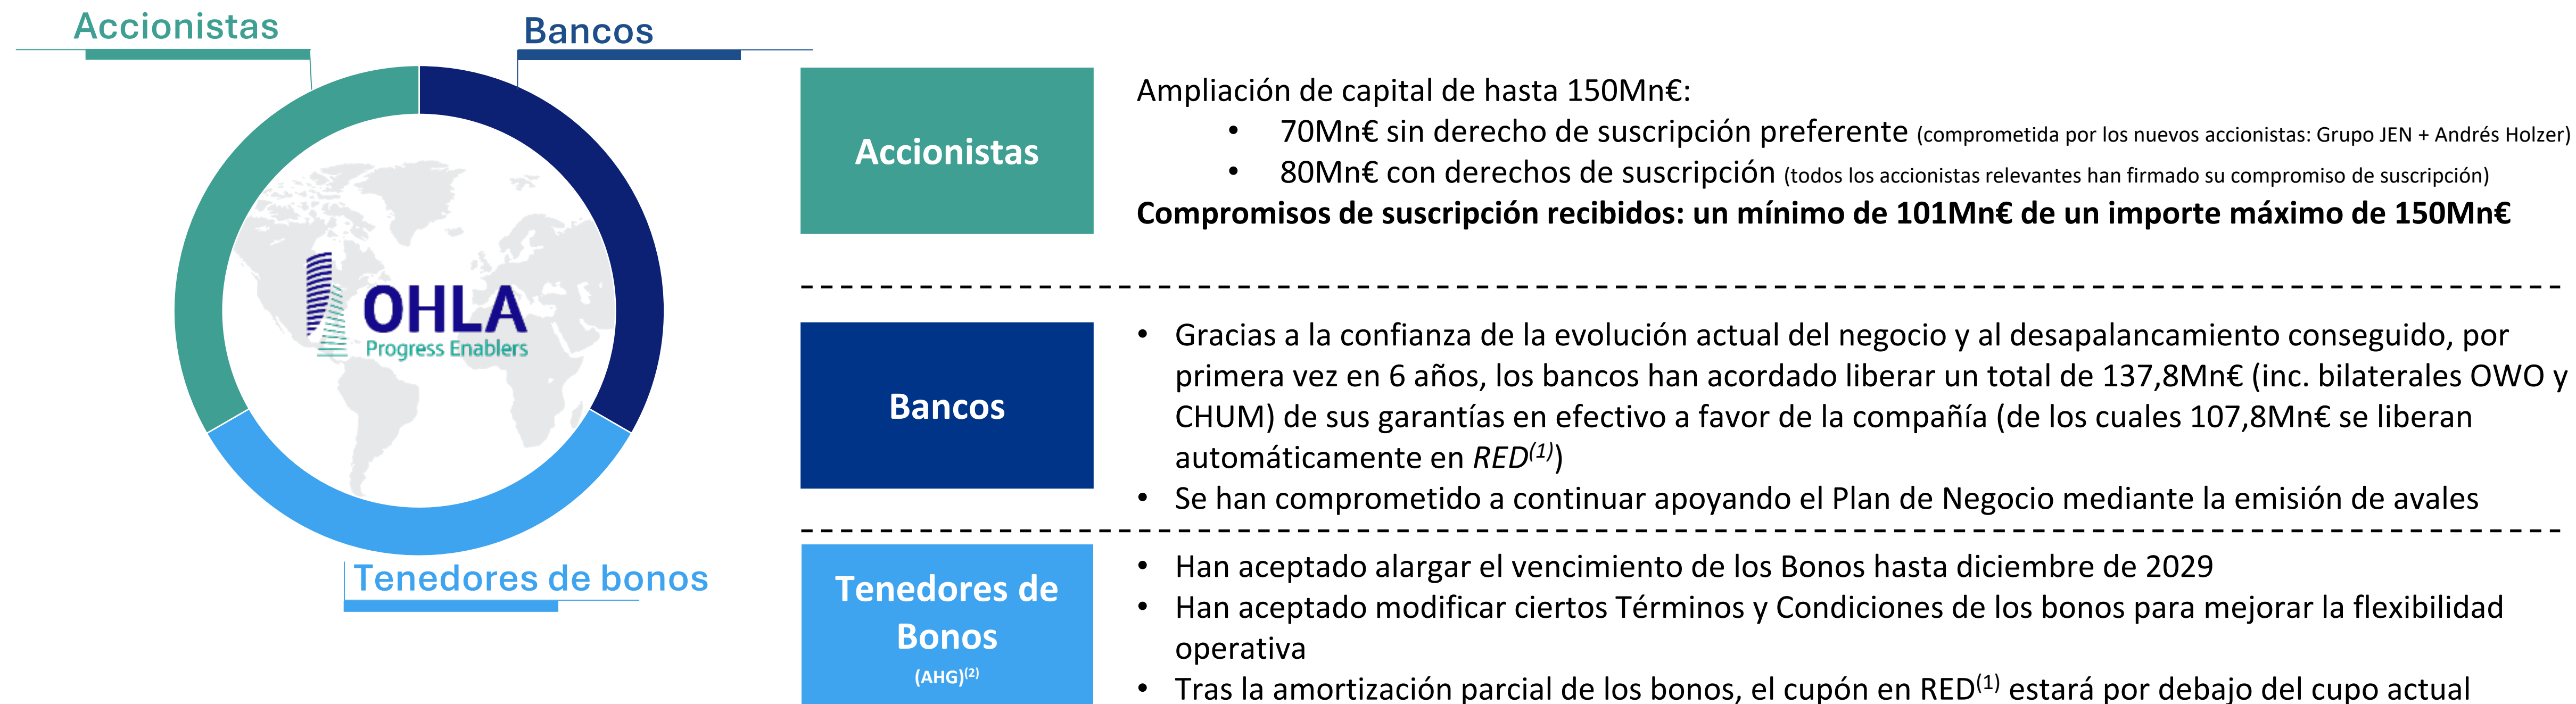 Accionistas
Bancos
OHLA
Progress Enablers
Tenedores de bonos
Accionistas
Ampliación de capital de hasta 150Mn€:
• 70Mn€ sin derecho de suscripción preferente (comprometida por los nuevos accionistas: Grupo JEN + Andrés Holzer)
• 80Mn€ con derechos de suscripción (todos los accionistas relevantes han firmado su compromiso de suscripción)
Compromisos de suscripción recibidos: un mínimo de 101Mn€ de un importe máximo de 150Mn€
Bancos
• Gracias a la confianza de la evolución actual del negocio y al desapalancamiento conseguido, por
primera vez en 6 años, los bancos han acordado liberar un total de 137,8Mn€ (inc. bilaterales OWO y
CHUM) de sus garantías en efectivo a favor de la compañía (de los cuales 107,8Mn€ se liberan
automáticamente en RED(1))
• Se han comprometido a continuar apoyando el Plan de Negocio mediante la emisión de avales
Tenedores de
Bonos
(AHG)(2)
• Han aceptado alargar el vencimiento de los Bonos hasta diciembre de 2029
• Han aceptado modificar ciertos Términos y Condiciones de los bonos para mejorar la flexibilidad
operativa
• Tras la amortización parcial de los bonos, el cupón en RED(1) estará por debajo del cupo actual